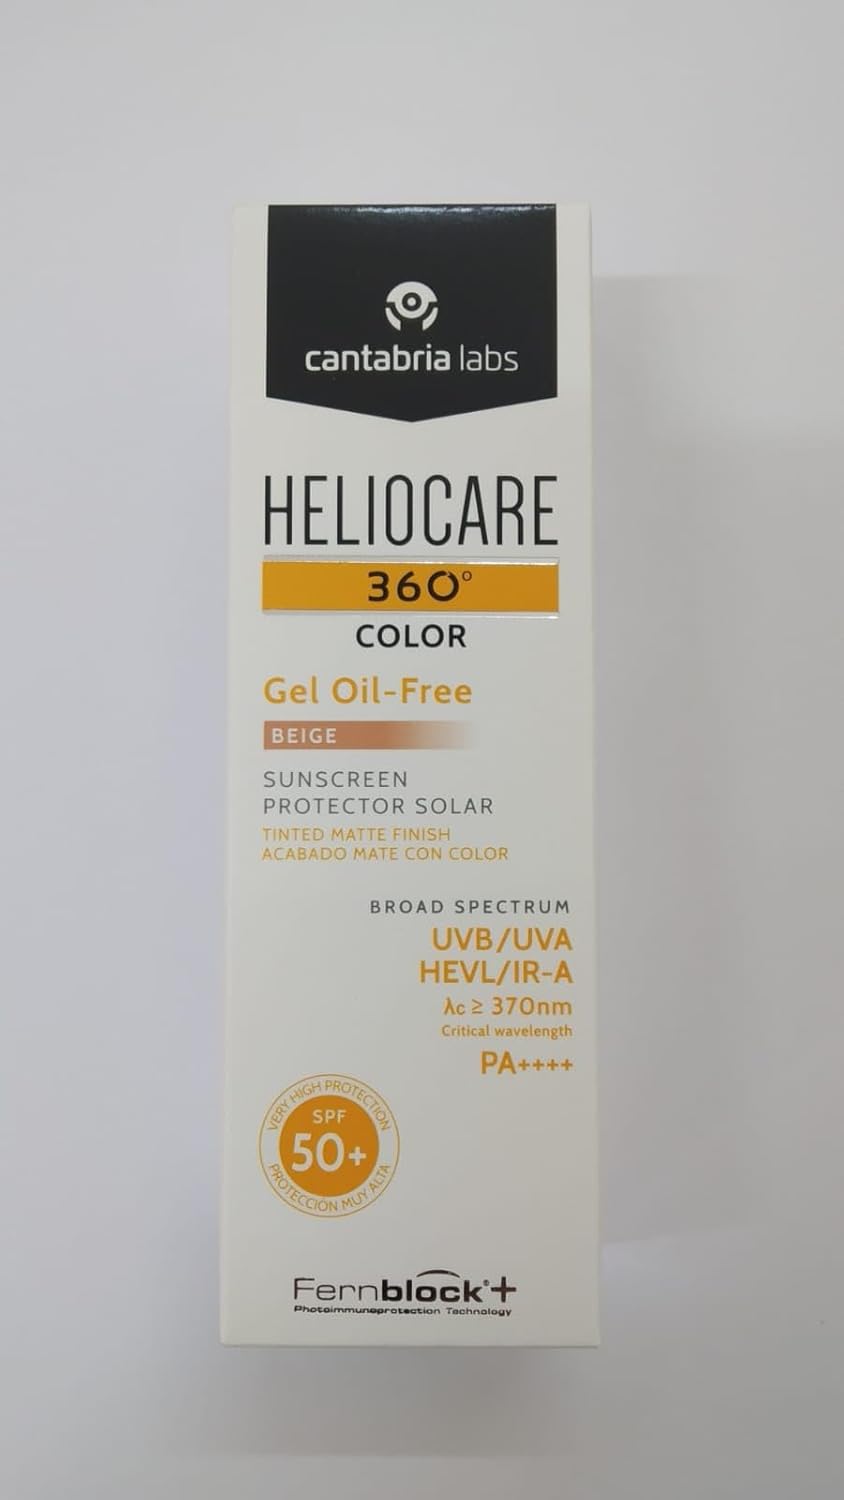 cantabria labs
HELIOCARE
360°
COLOR
Gel Oil-Free
BEIGE
SUNSCREEN
PROTECTOR SOLAR
TINTED MATTE FINISH
ACABADO MATE CON COLOR
BROAD SPECTRUM
UVB/UVA
HEVL/IR-A
λc ≥ 370nm
Critical wavelength
PA++++
VERY HIGH PROTECTION
SPF
50+
PROTECCIÓN MUY ALTA
Fernblock®+
Photoimmunoprotection Technology